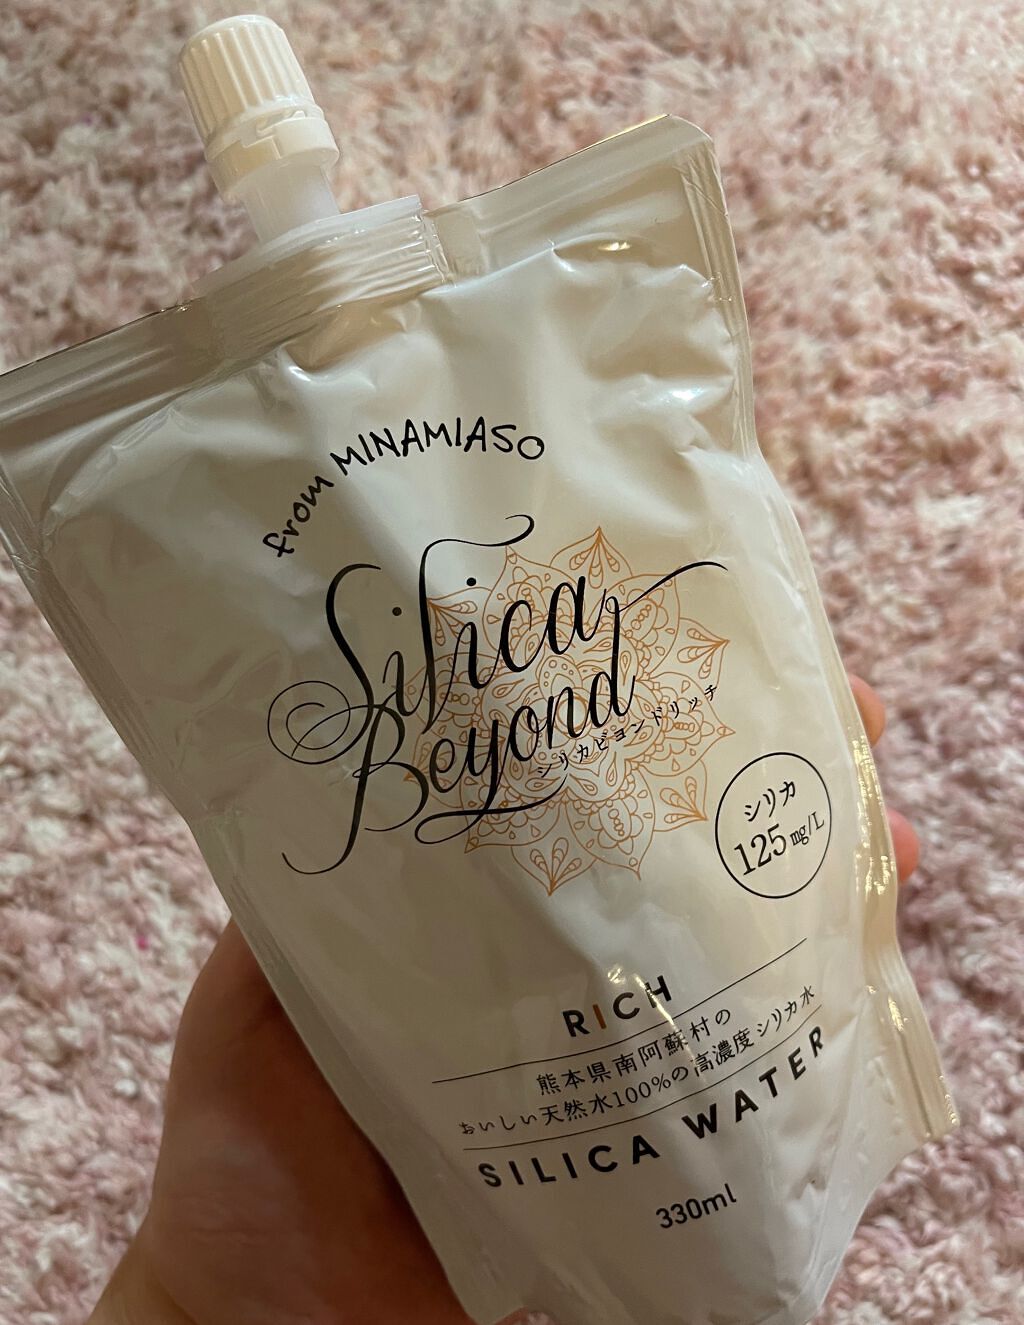 from MINAMIASO
Silica
Beyond
シリカビヨンドリッチ
シリカ
125mg/L
RICH
熊本県南阿蘇村の
おいしい天然水100%の高濃度シリカ水
SILICA WATER
330ml